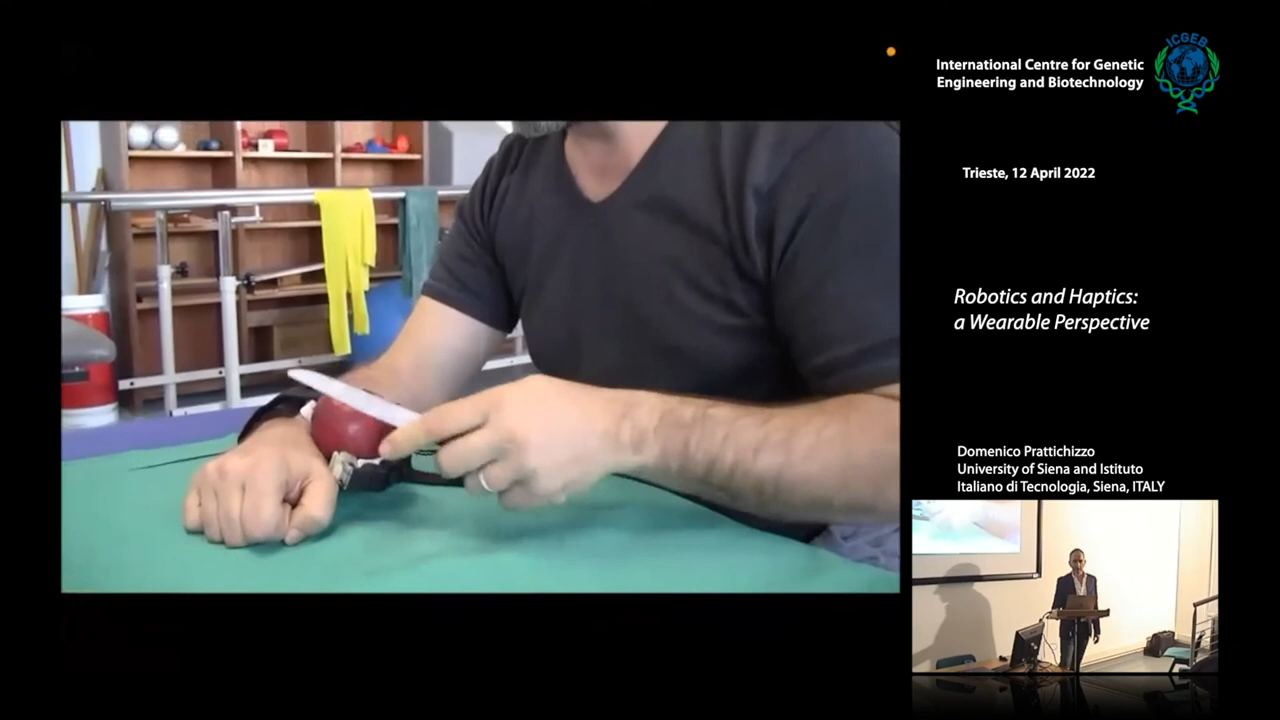 International Centre for Genetic
Engineering and Biotechnology
ICGEB
Trieste, 12 April 2022
Robotics and Haptics:
a Wearable Perspective
Domenico Prattichizzo
University of Siena and Istituto
Italiano di Tecnologia, Siena, ITALY